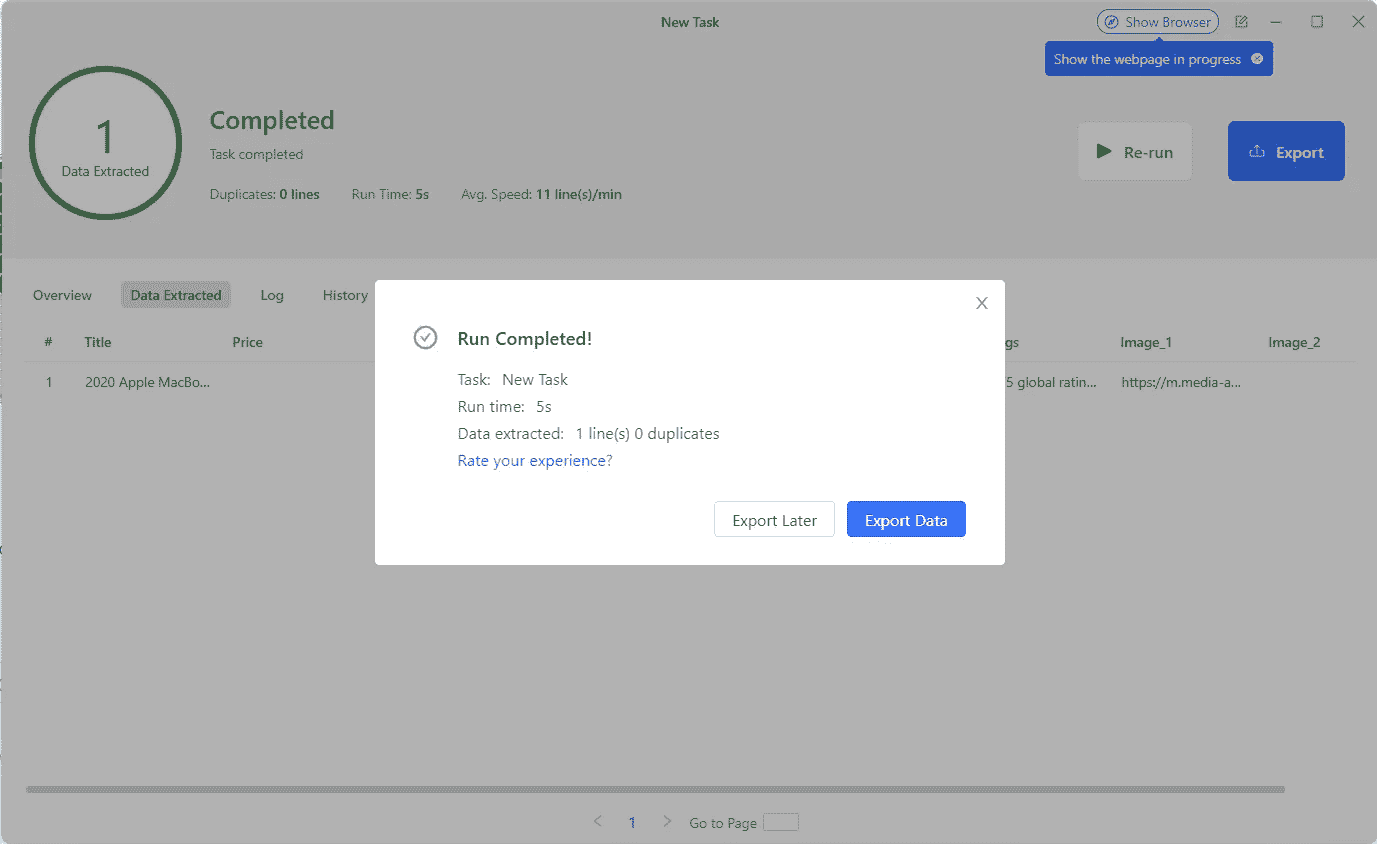 New Task
Show Browser
Show the webpage in progress
1
Data Extracted
Completed
Task completed
Duplicates: 0 lines Run Time: 5s Avg. Speed: 11 line(s)/min
Re-run
Export
Overview Data Extracted Log History
# Title Price gs Image_1 Image_2
1 2020 Apple MacBo... 5 global ratin... https://m.media-a...
Run Completed!
Task: New Task
Run time: 5s
Data extracted: 1 line(s) 0 duplicates
Rate your experience?
Export Later Export Data
1 Go to Page